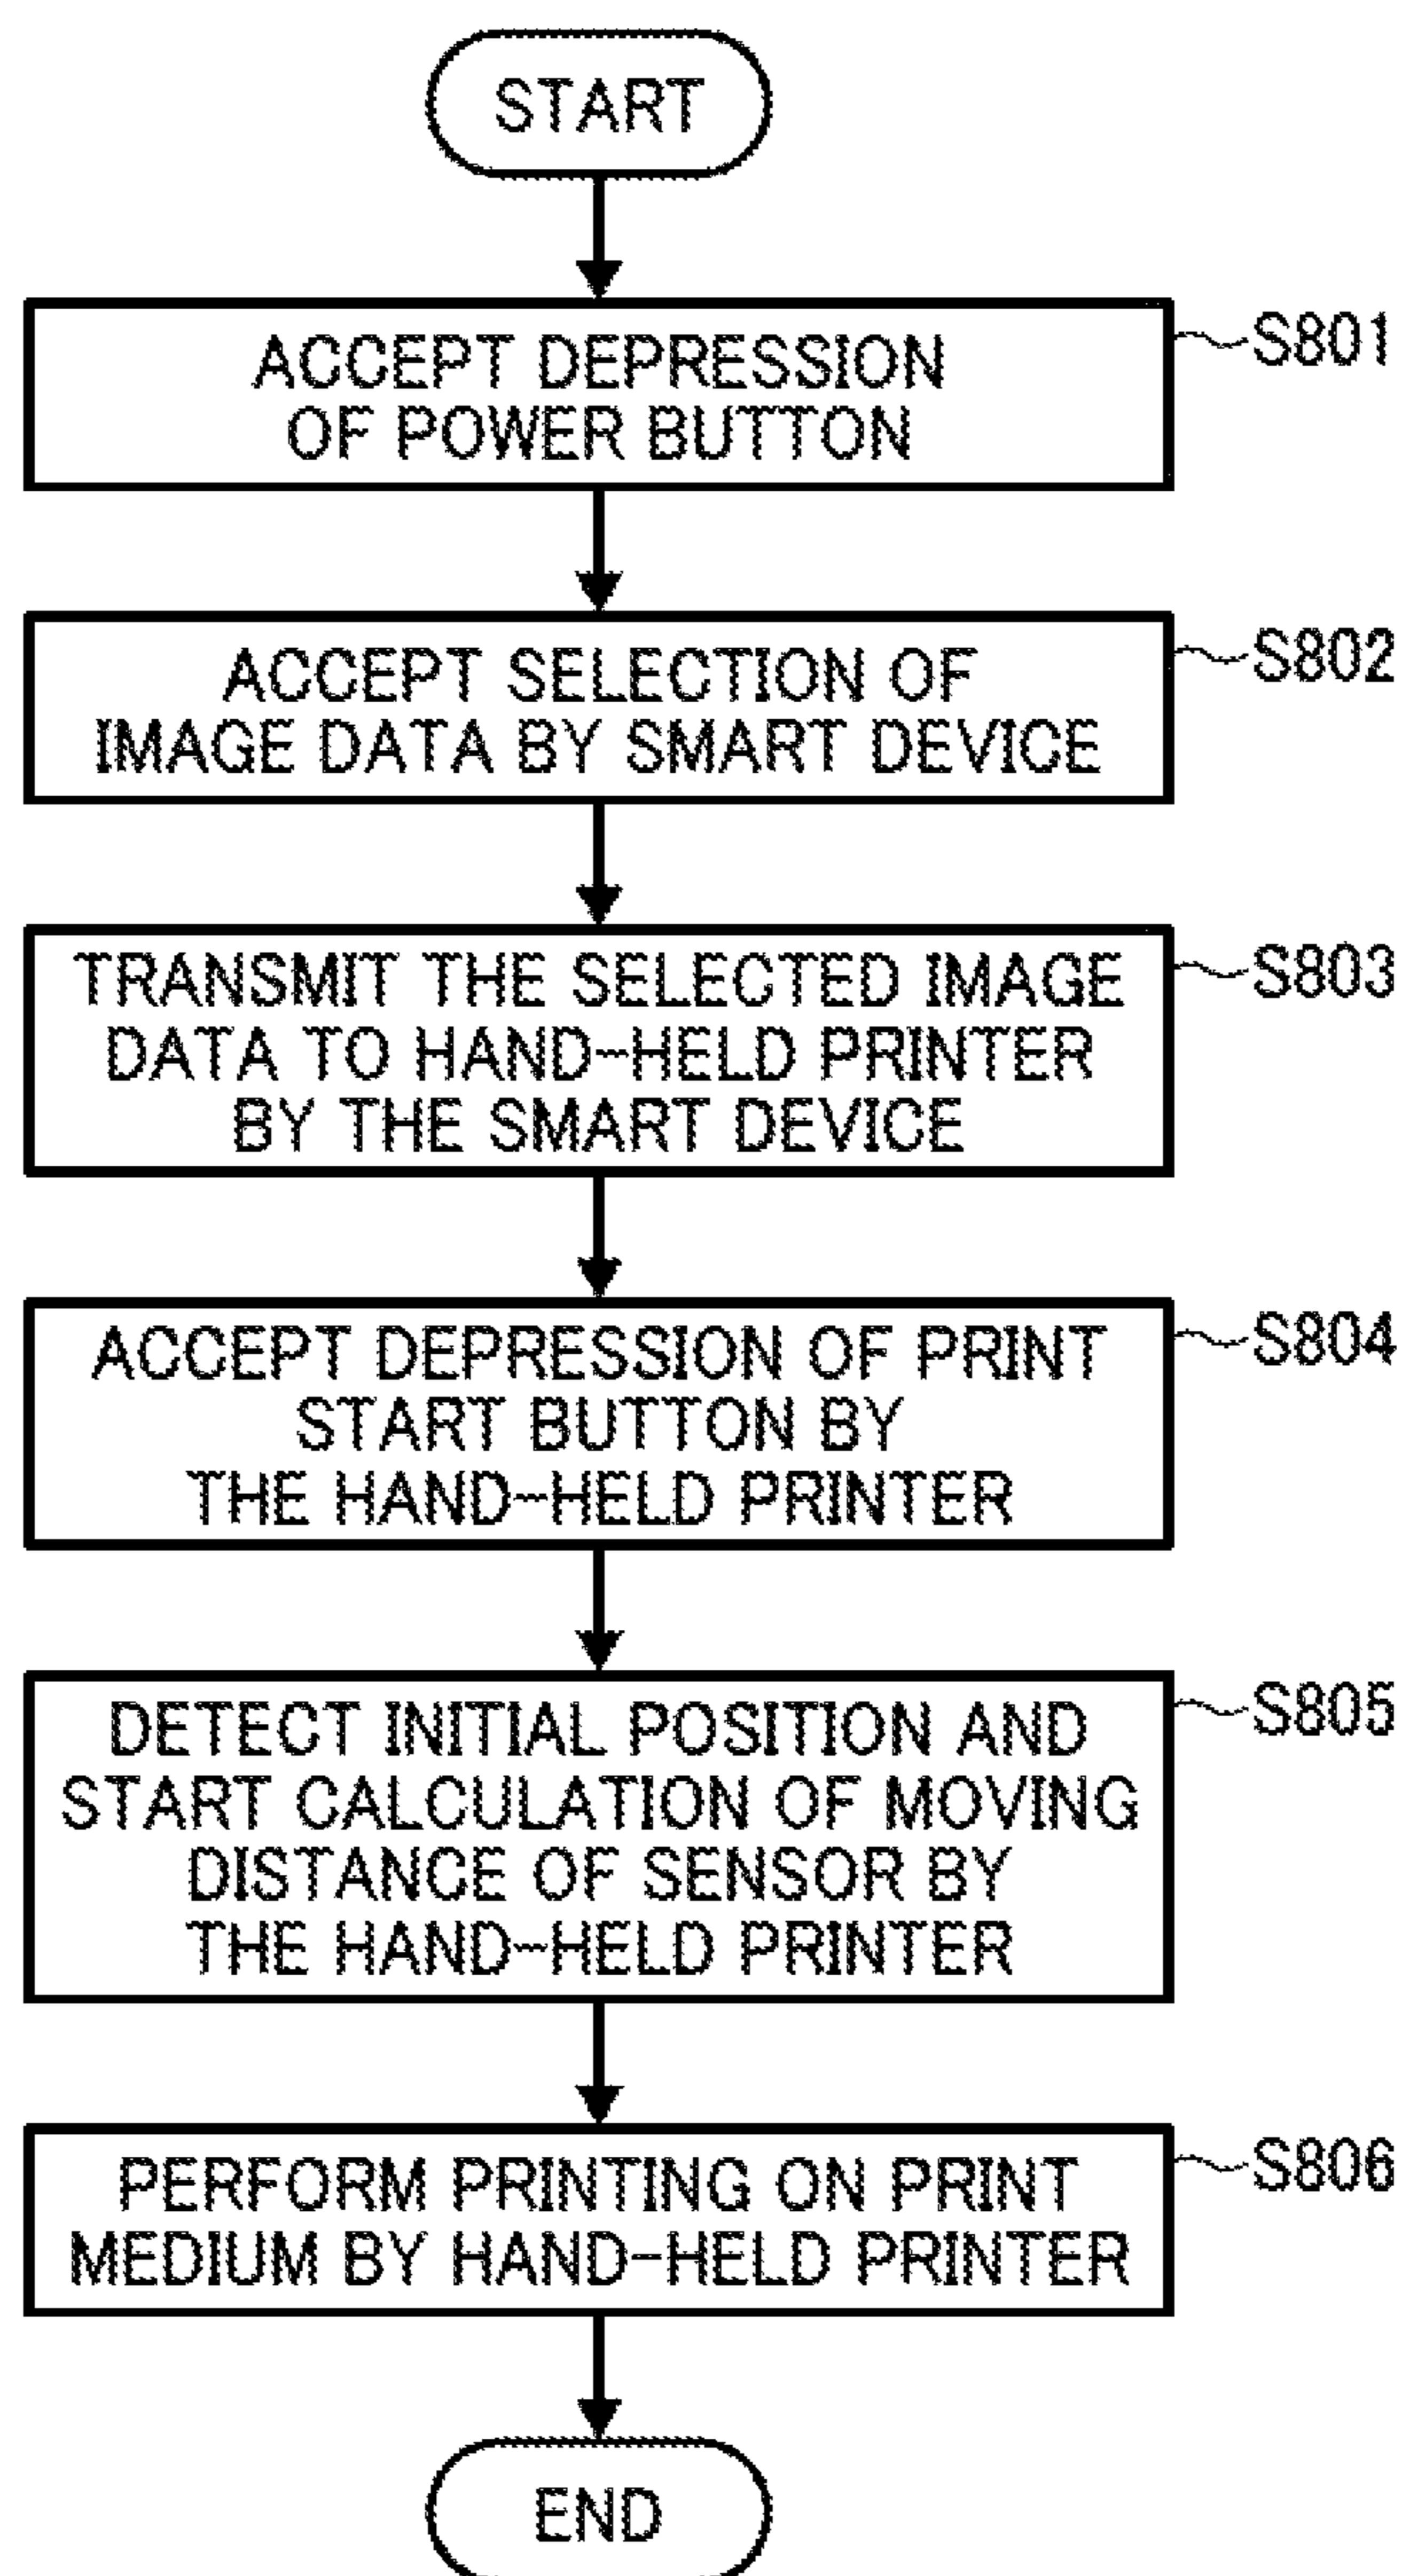 START
ACCEPT DEPRESSION
OF POWER BUTTON
S801
ACCEPT SELECTION OF
IMAGE DATA BY SMART DEVICE
S802
TRANSMIT THE SELECTED IMAGE
DATA TO HAND-HELD PRINTER
BY THE SMART DEVICE
S803
ACCEPT DEPRESSION OF PRINT
START BUTTON BY
THE HAND-HELD PRINTER
S804
DETECT INITIAL POSITION AND
START CALCULATION OF MOVING
DISTANCE OF SENSOR BY
THE HAND-HELD PRINTER
S805
PERFORM PRINTING ON PRINT
MEDIUM BY HAND-HELD PRINTER
S806
END